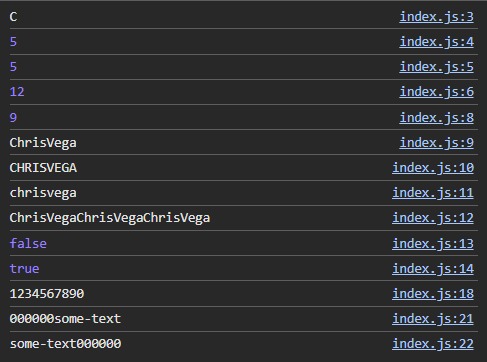 C index.js:3
5 index.js:4
5 index.js:5
12 index.js:6
9 index.js:8
ChrisVega index.js:9
CHRISVEGA index.js:10
chrisvega index.js:11
ChrisVegaChrisVegaChrisVega index.js:12
false index.js:13
true index.js:14
1234567890 index.js:18
000000some-text index.js:21
some-text000000 index.js:22